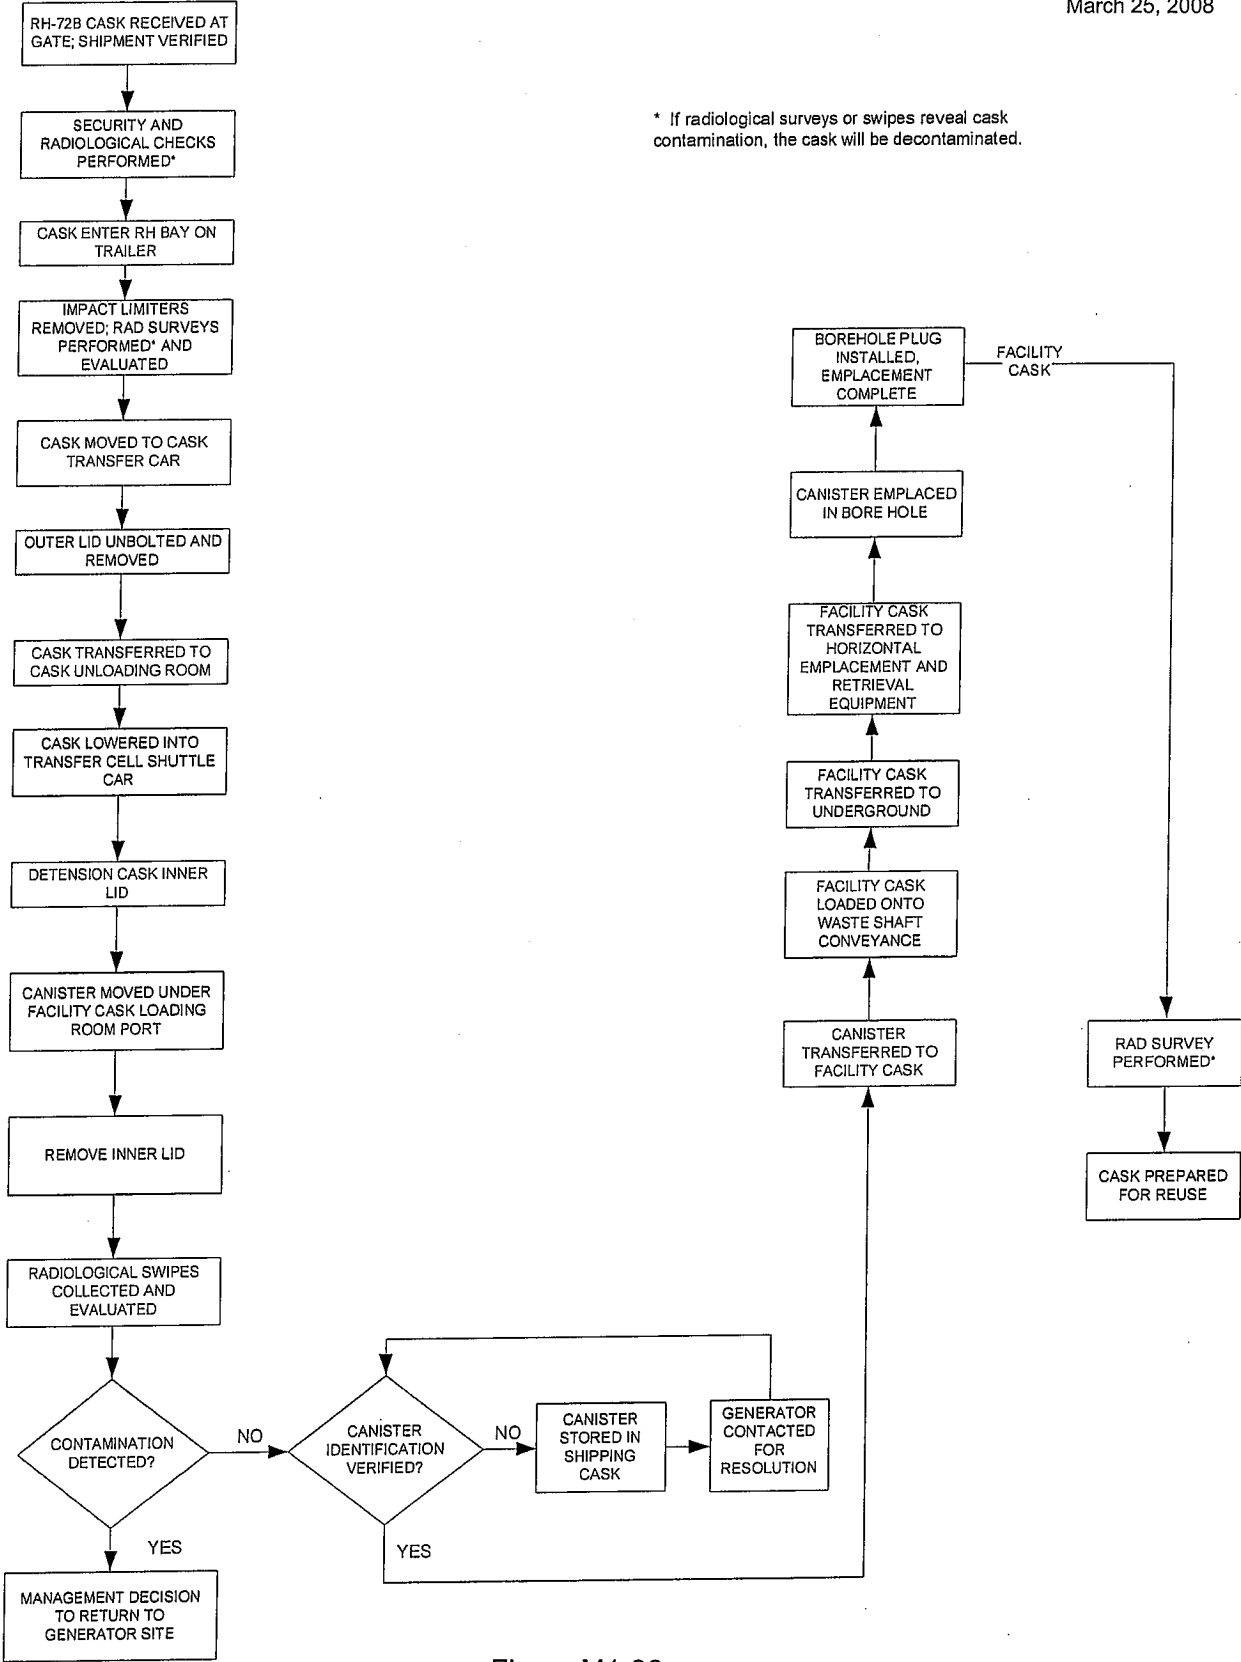 March 25, 2008
RH-72B CASK RECEIVED AT
GATE; SHIPMENT VERIFIED
SECURITY AND
RADIOLOGICAL CHECKS
PERFORMED*
* If radiological surveys or swipes reveal cask
contamination, the cask will be decontaminated.
CASK ENTER RH BAY ON
TRAILER
IMPACT LIMITERS
REMOVED; RAD SURVEYS
PERFORMED* AND
EVALUATED
CASK MOVED TO CASK
TRANSFER CAR
OUTER LID UNBOLTED AND
REMOVED
CASK TRANSFERRED TO
CASK UNLOADING ROOM
CASK LOWERED INTO
TRANSFER CELL SHUTTLE
CAR
DETENSION CASK INNER
LID
CANISTER MOVED UNDER
FACILITY CASK LOADING
ROOM PORT
REMOVE INNER LID
RADIOLOGICAL SWIPES
COLLECTED AND
EVALUATED
CONTAMINATION
DETECTED?
YES
MANAGEMENT DECISION
TO RETURN TO
GENERATOR SITE
NO
CANISTER
IDENTIFICATION
VERIFIED?
NO
CANISTER
STORED IN
SHIPPING
CASK
GENERATOR
CONTACTED
FOR
RESOLUTION
YES
CANISTER
TRANSFERRED TO
FACILITY CASK
FACILITY CASK
LOADED ONTO
WASTE SHAFT
CONVEYANCE
FACILITY CASK
TRANSFERRED TO
UNDERGROUND
FACILITY CASK
TRANSFERRED TO
HORIZONTAL
EMPLACEMENT AND
RETRIEVAL
EQUIPMENT
CANISTER EMPLACED
IN BORE HOLE
BOREHOLE PLUG
INSTALLED,
EMPLACEMENT
COMPLETE
FACILITY
CASK
RAD SURVEY
PERFORMED*
CASK PREPARED
FOR REUSE